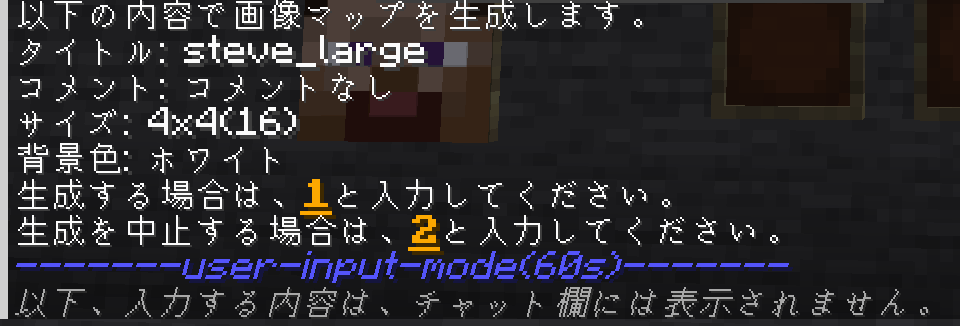 以下の内容で画像マップを生成します。
タイトル: steve_large
コメント: コメントなし
サイズ: 4x4(16)
背景色: ホワイト
生成する場合は、1と入力してください。
生成を中止する場合は、2と入力してください。
-------user-input-mode(60s)-------
以下、入力する内容は、チャット欄には表示されません。